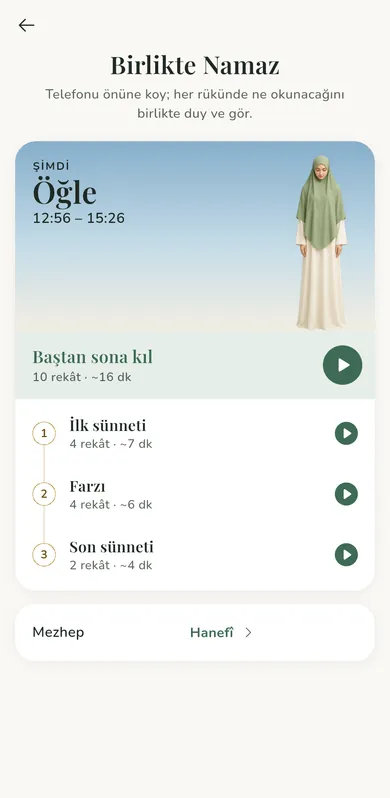 Birlikte Namaz
Telefonu önüne koy; her rükünde ne okunacağını
birlikte duy ve gör.
ŞİMDİ
Öğle
12:56 – 15:26
Baştan sona kıl
10 rekât · ~16 dk
1
İlk sünneti
4 rekât · ~7 dk
2
Farzı
4 rekât · ~6 dk
3
Son sünneti
2 rekât · ~4 dk
Mezhep Hanefî